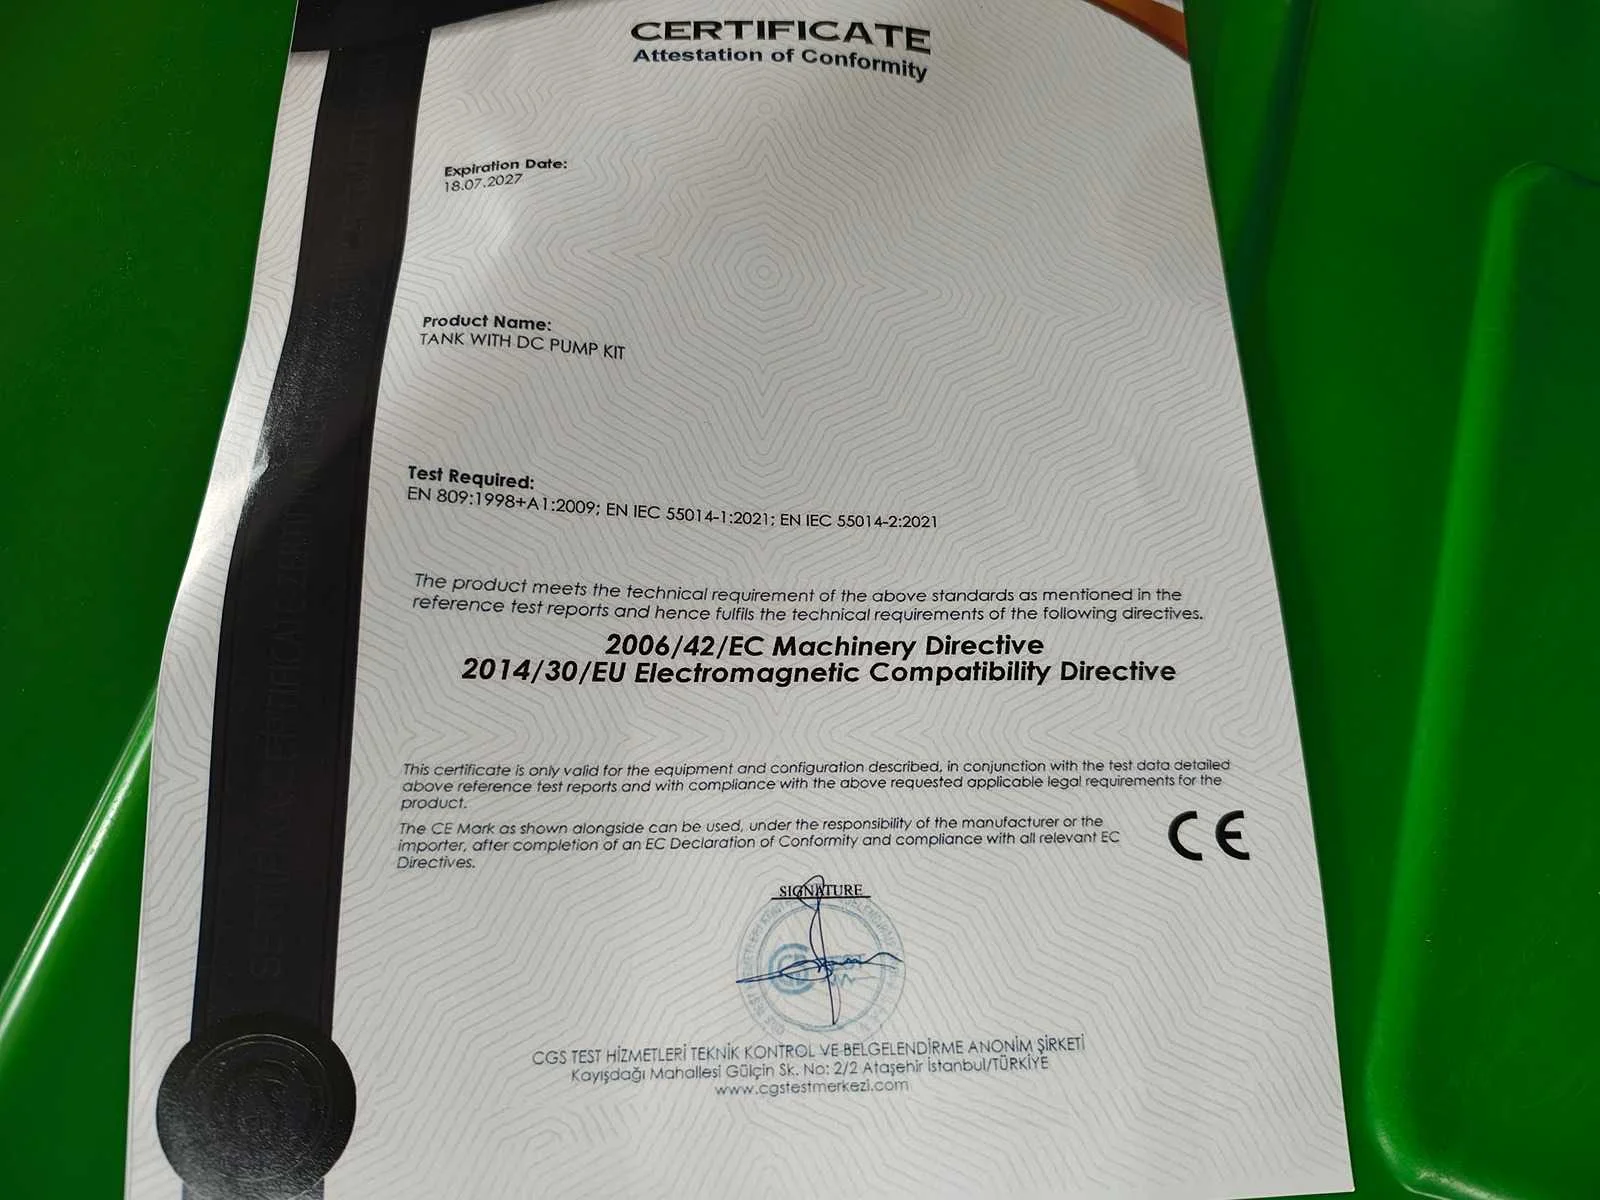 CERTIFICATE
Attestation of Conformity
Expiration Date:
18.07.2027
Product Name:
TANK WITH DC PUMP KIT
Test Required:
EN 809:1998+A1:2009; EN IEC 55014-1:2021; EN IEC 55014-2:2021
The product meets the technical requirement of the above standards as mentioned in the
reference test reports and hence fulfils the technical requirements of the following directives.
2006/42/EC Machinery Directive
2014/30/EU Electromagnetic Compatibility Directive
This certificate is only valid for the equipment and configuration described, in conjunction with the test data detailed
above reference test reports and with compliance with the above requested applicable legal requirements for the
product.
The CE Mark as shown alongside can be used, under the responsibility of the manufacturer or the
importer, after completion of an EC Declaration of Conformity and compliance with all relevant EC
Directives.
CE
SIGNATURE
CGS TEST HİZMETLERİ TEKNİK KONTROL VE BELGELENDİRME ANONİM ŞİRKETİ
Kayışdağı Mahallesi Gülçin Sk. No: 2/2 Ataşehir İstanbul/TÜRKİYE
www.cgstestmerkezi.com